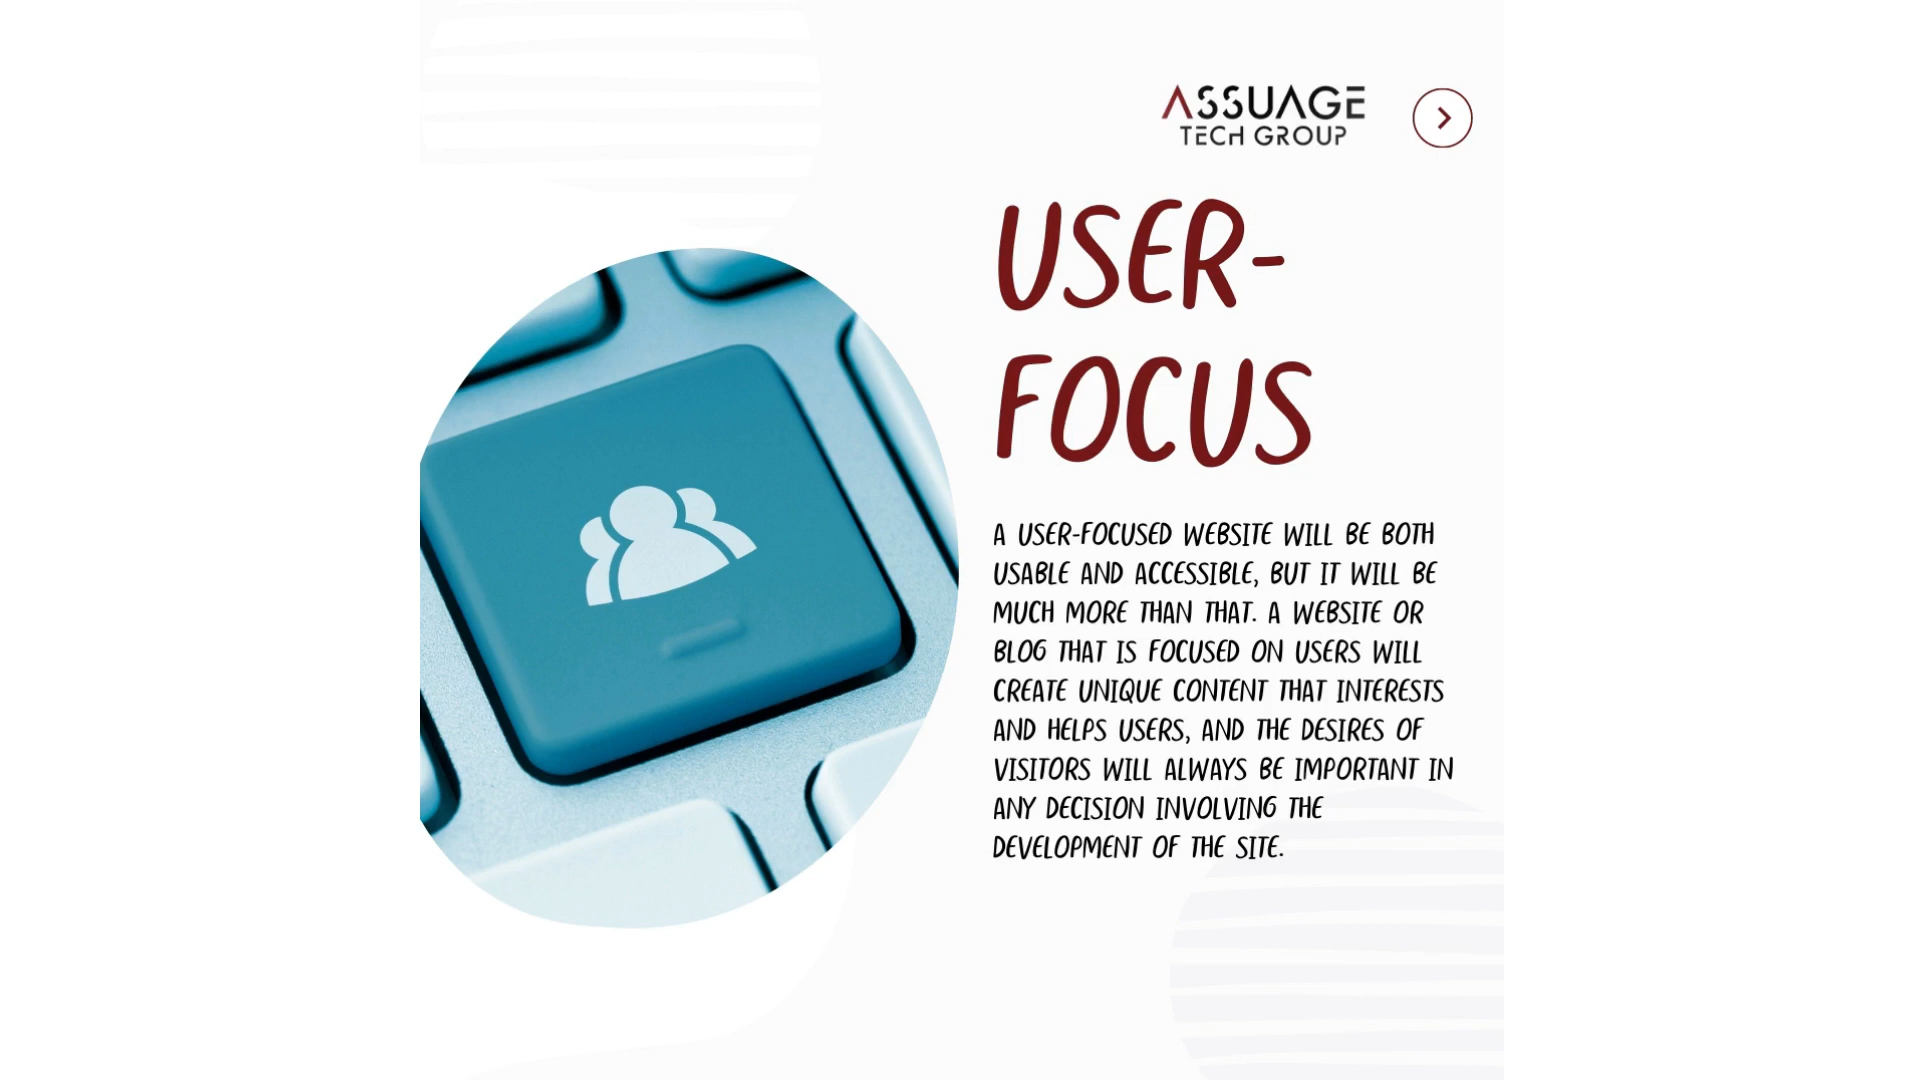 ASSUAGE
TECH GROUP
USER-
FOCUS
A USER-FOCUSED WEBSITE WILL BE BOTH
USABLE AND ACCESSIBLE, BUT IT WILL BE
MUCH MORE THAN THAT. A WEBSITE OR
BLOG THAT IS FOCUSED ON USERS WILL
CREATE UNIQUE CONTENT THAT INTERESTS
AND HELPS USERS, AND THE DESIRES OF
VISITORS WILL ALWAYS BE IMPORTANT IN
ANY DECISION INVOLVING THE
DEVELOPMENT OF THE SITE.